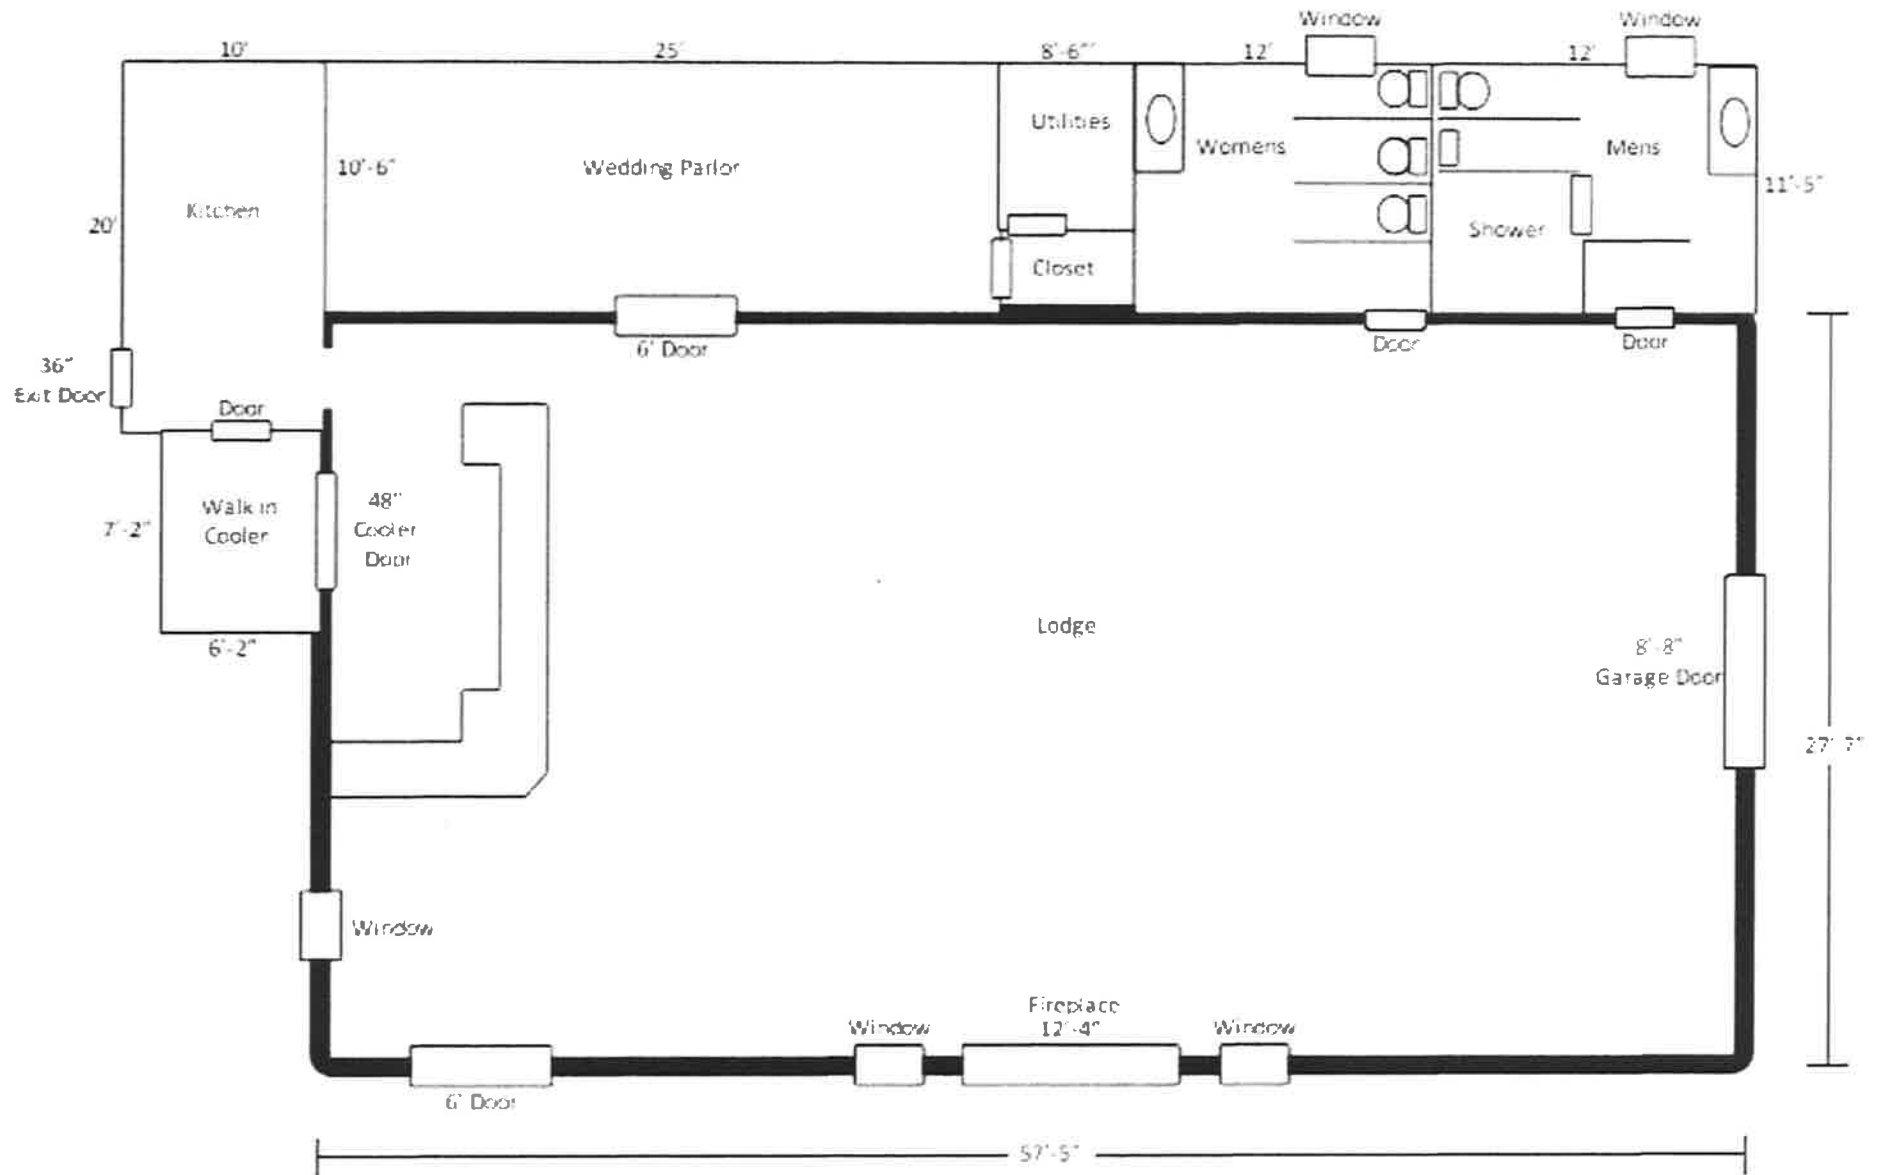 Window
Window
10'
25'
8'-6"
12'
12'
Utilities
Womens
Mens
10'-6"
Wedding Parlor
11'-5"
Kitchen
20'
Shower
Closet
6' Door
Door
Door
36"
Exit Door
Door
48"
Cooler
Door
Walk in
Cooler
7'-2"
6'-2"
Lodge
8'-8"
Garage Door
27'-7"
Window
Fireplace
12'-4"
Window
Window
6' Door
57'-5"